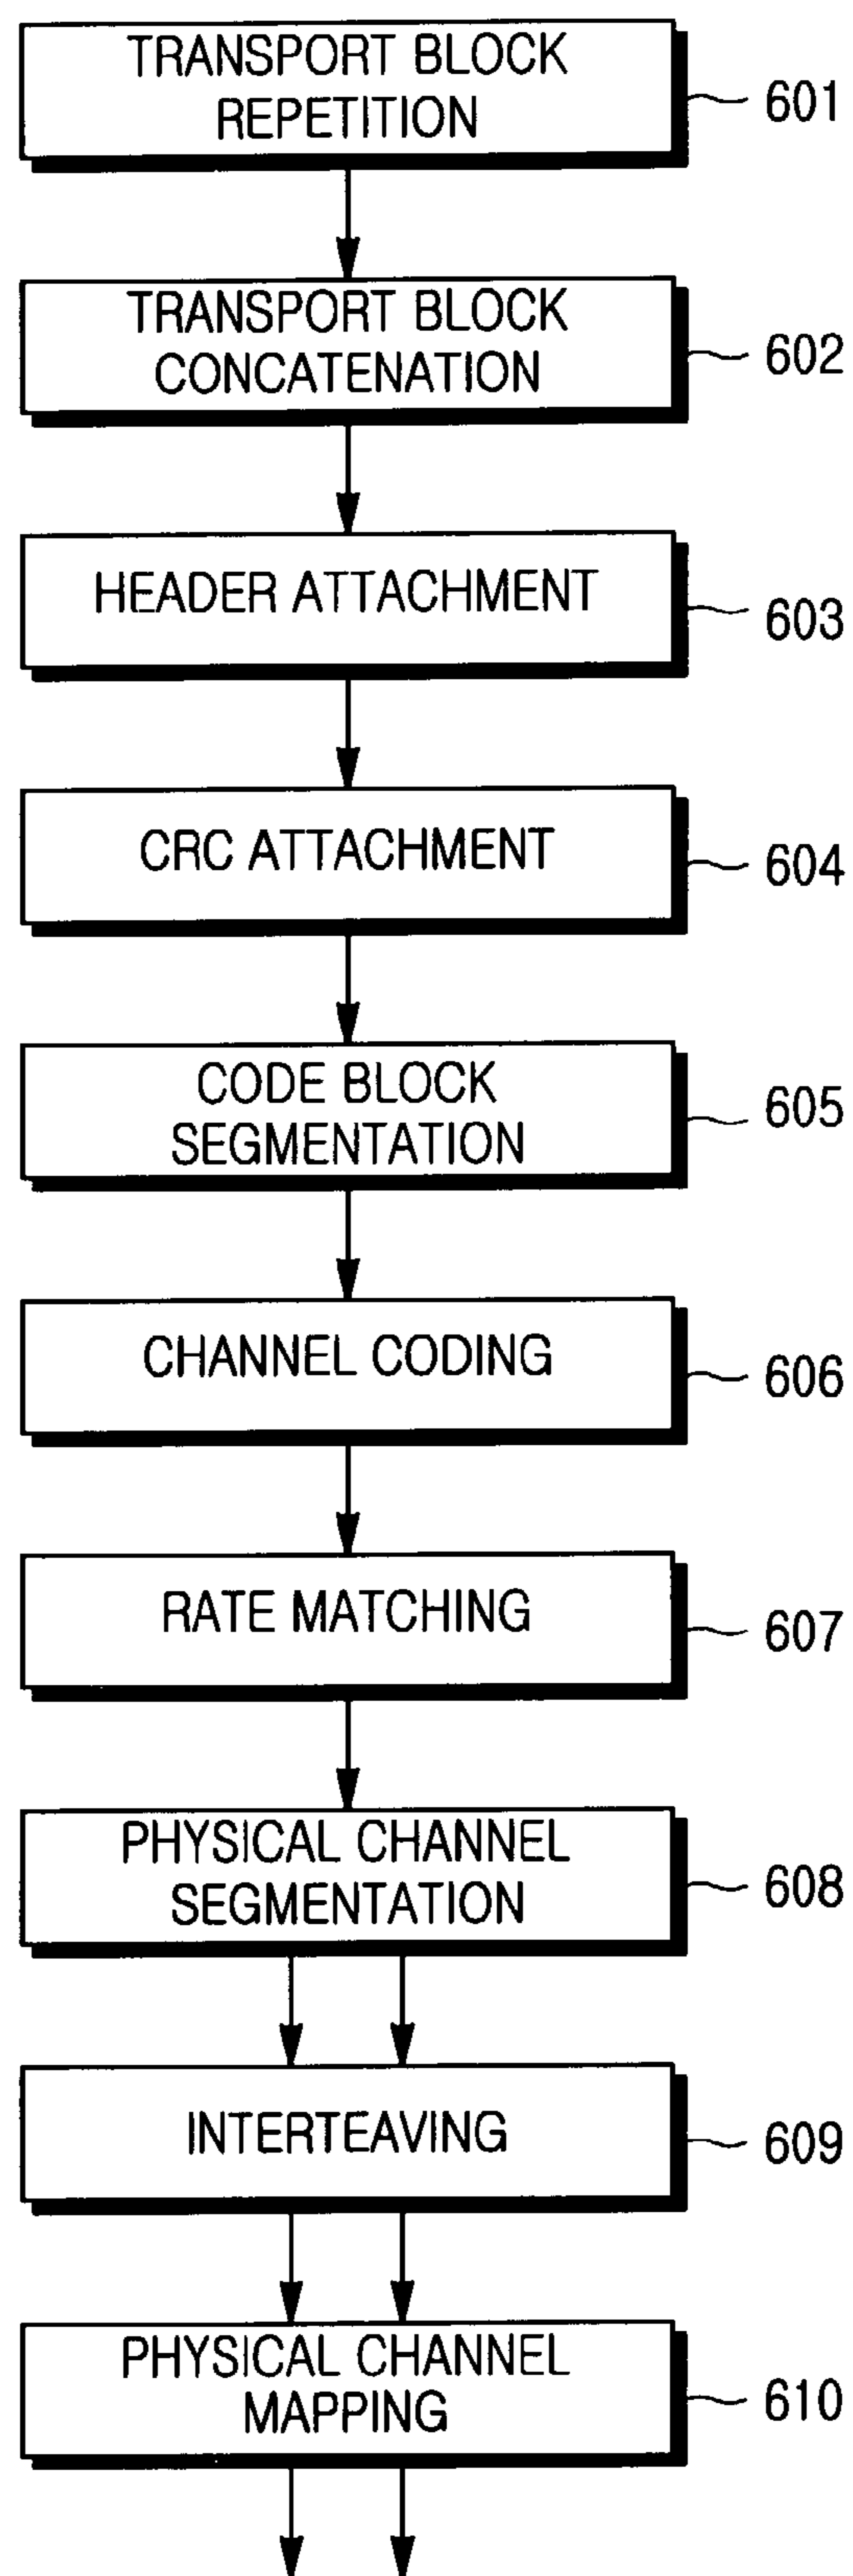 TRANSPORT BLOCK
REPETITION
601
TRANSPORT BLOCK
CONCATENATION
602
HEADER ATTACHMENT
603
CRC ATTACHMENT
604
CODE BLOCK
SEGMENTATION
605
CHANNEL CODING
606
RATE MATCHING
607
PHYSICAL CHANNEL
SEGMENTATION
608
INTERTEAVING
609
PHYSICAL CHANNEL
MAPPING
610